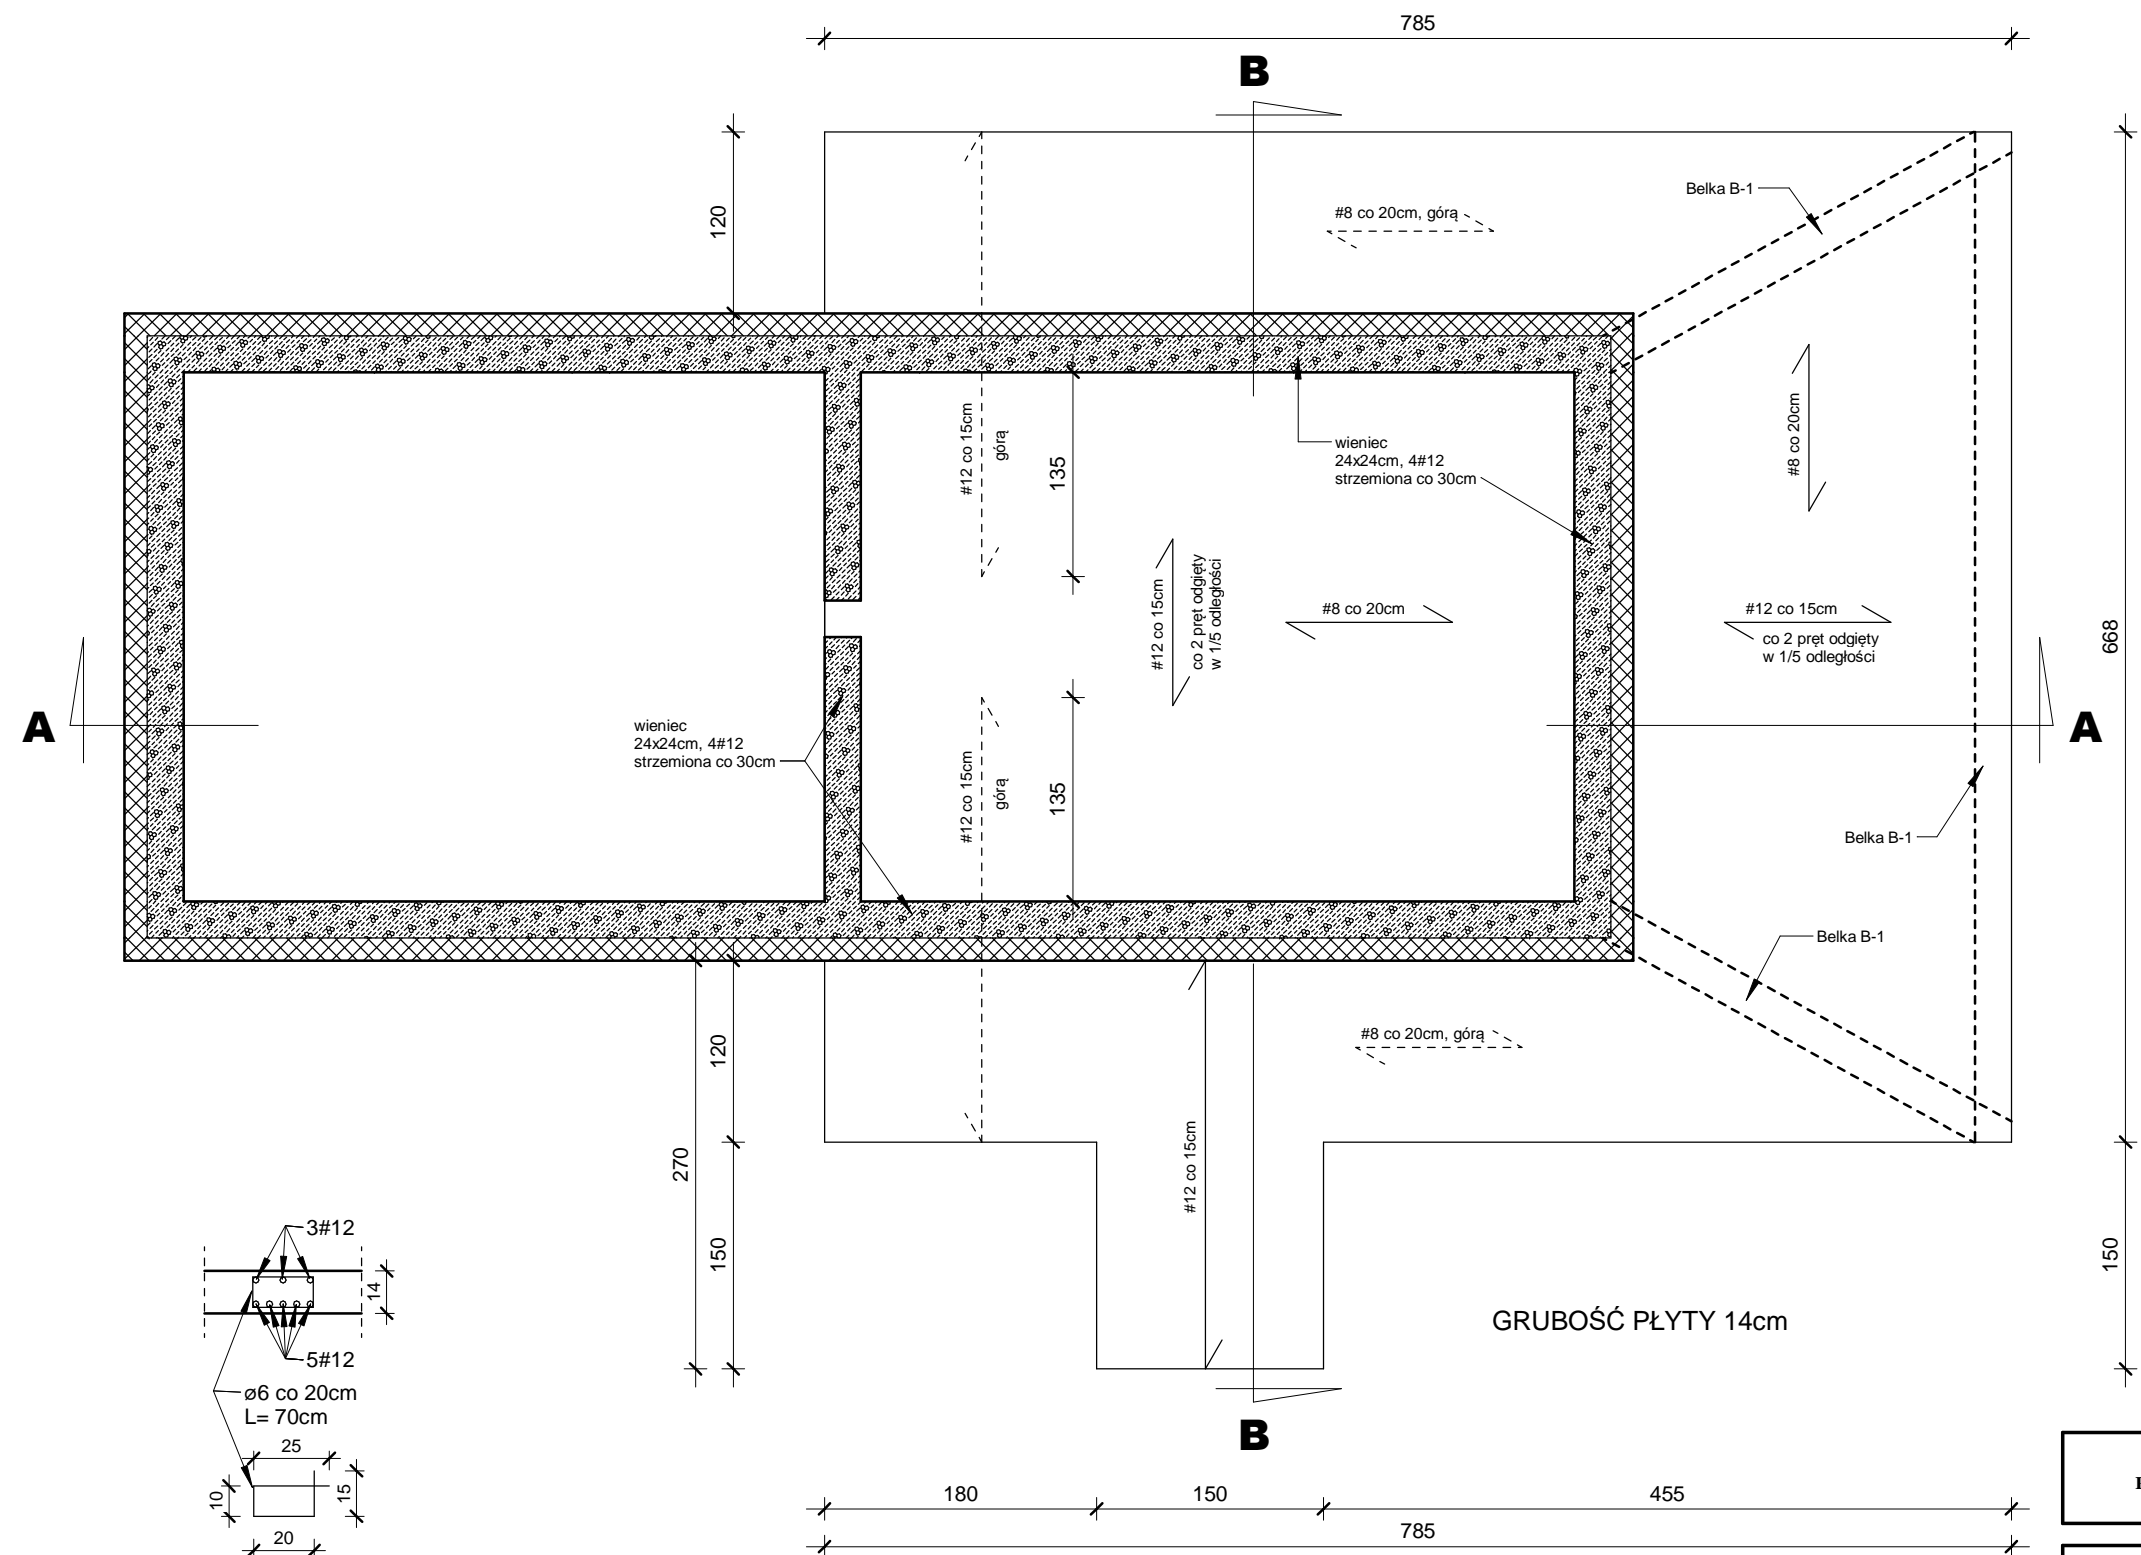 785
B
120
Belka B-1
#8 co 20cm, górą
#12 co 15cm
górą
135
wieniec
24x24cm, 4#12
strzemiona co 30cm
#8 co 20cm
#12 co 15cm
co 2 pręt odgięty
w 1/5 odległości
#8 co 20cm
#12 co 15cm
co 2 pręt odgięty
w 1/5 odległości
668
A
A
wieniec
24x24cm, 4#12
strzemiona co 30cm
#12 co 15cm
górą
135
Belka B-1
Belka B-1
120
#8 co 20cm, górą
270
#12 co 15cm
150
150
3#12
14
5#12
ø6 co 20cm
L= 70cm
GRUBOŚĆ PŁYTY 14cm
B
25
10
15
20
180
150
455
785